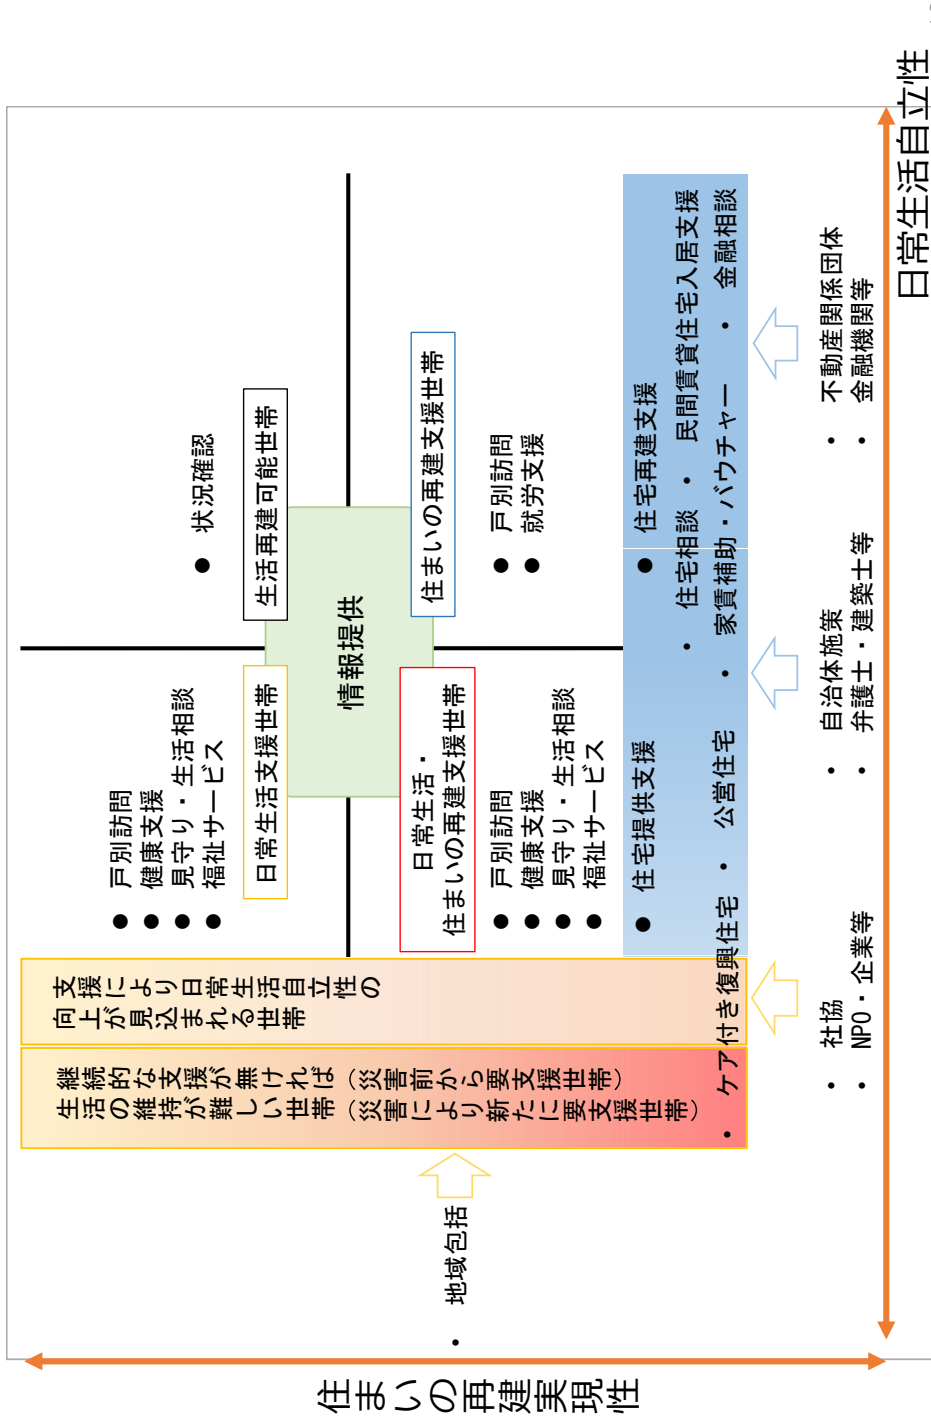 住まいの再建実現性
• 地域包括
継続的な支援が無ければ（災害前から要支援世帯）
生活の維持が難しい世帯（災害により新たに要支援世帯）
支援により日常生活自立性の
向上が見込まれる世帯
● 戸別訪問
● 健康支援
● 見守り・生活相談
● 福祉サービス
日常生活支援世帯
● 状況確認
生活再建可能世帯
情報提供
日常生活・
住まいの再建支援世帯
● 戸別訪問
● 健康支援
● 見守り・生活相談
● 福祉サービス
住まいの再建支援世帯
● 戸別訪問
● 就労支援
● 住宅提供支援
● 住宅再建支援
• 住宅相談 • 民間賃貸住宅入居支援
• ケア付き復興住宅 • 公営住宅 • 家賃補助・バウチャー • 金融相談
• 社協
• NPO・企業等
• 自治体施策
• 弁護士・建築士等
• 不動産関係団体
• 金融機関等
日常生活自立性